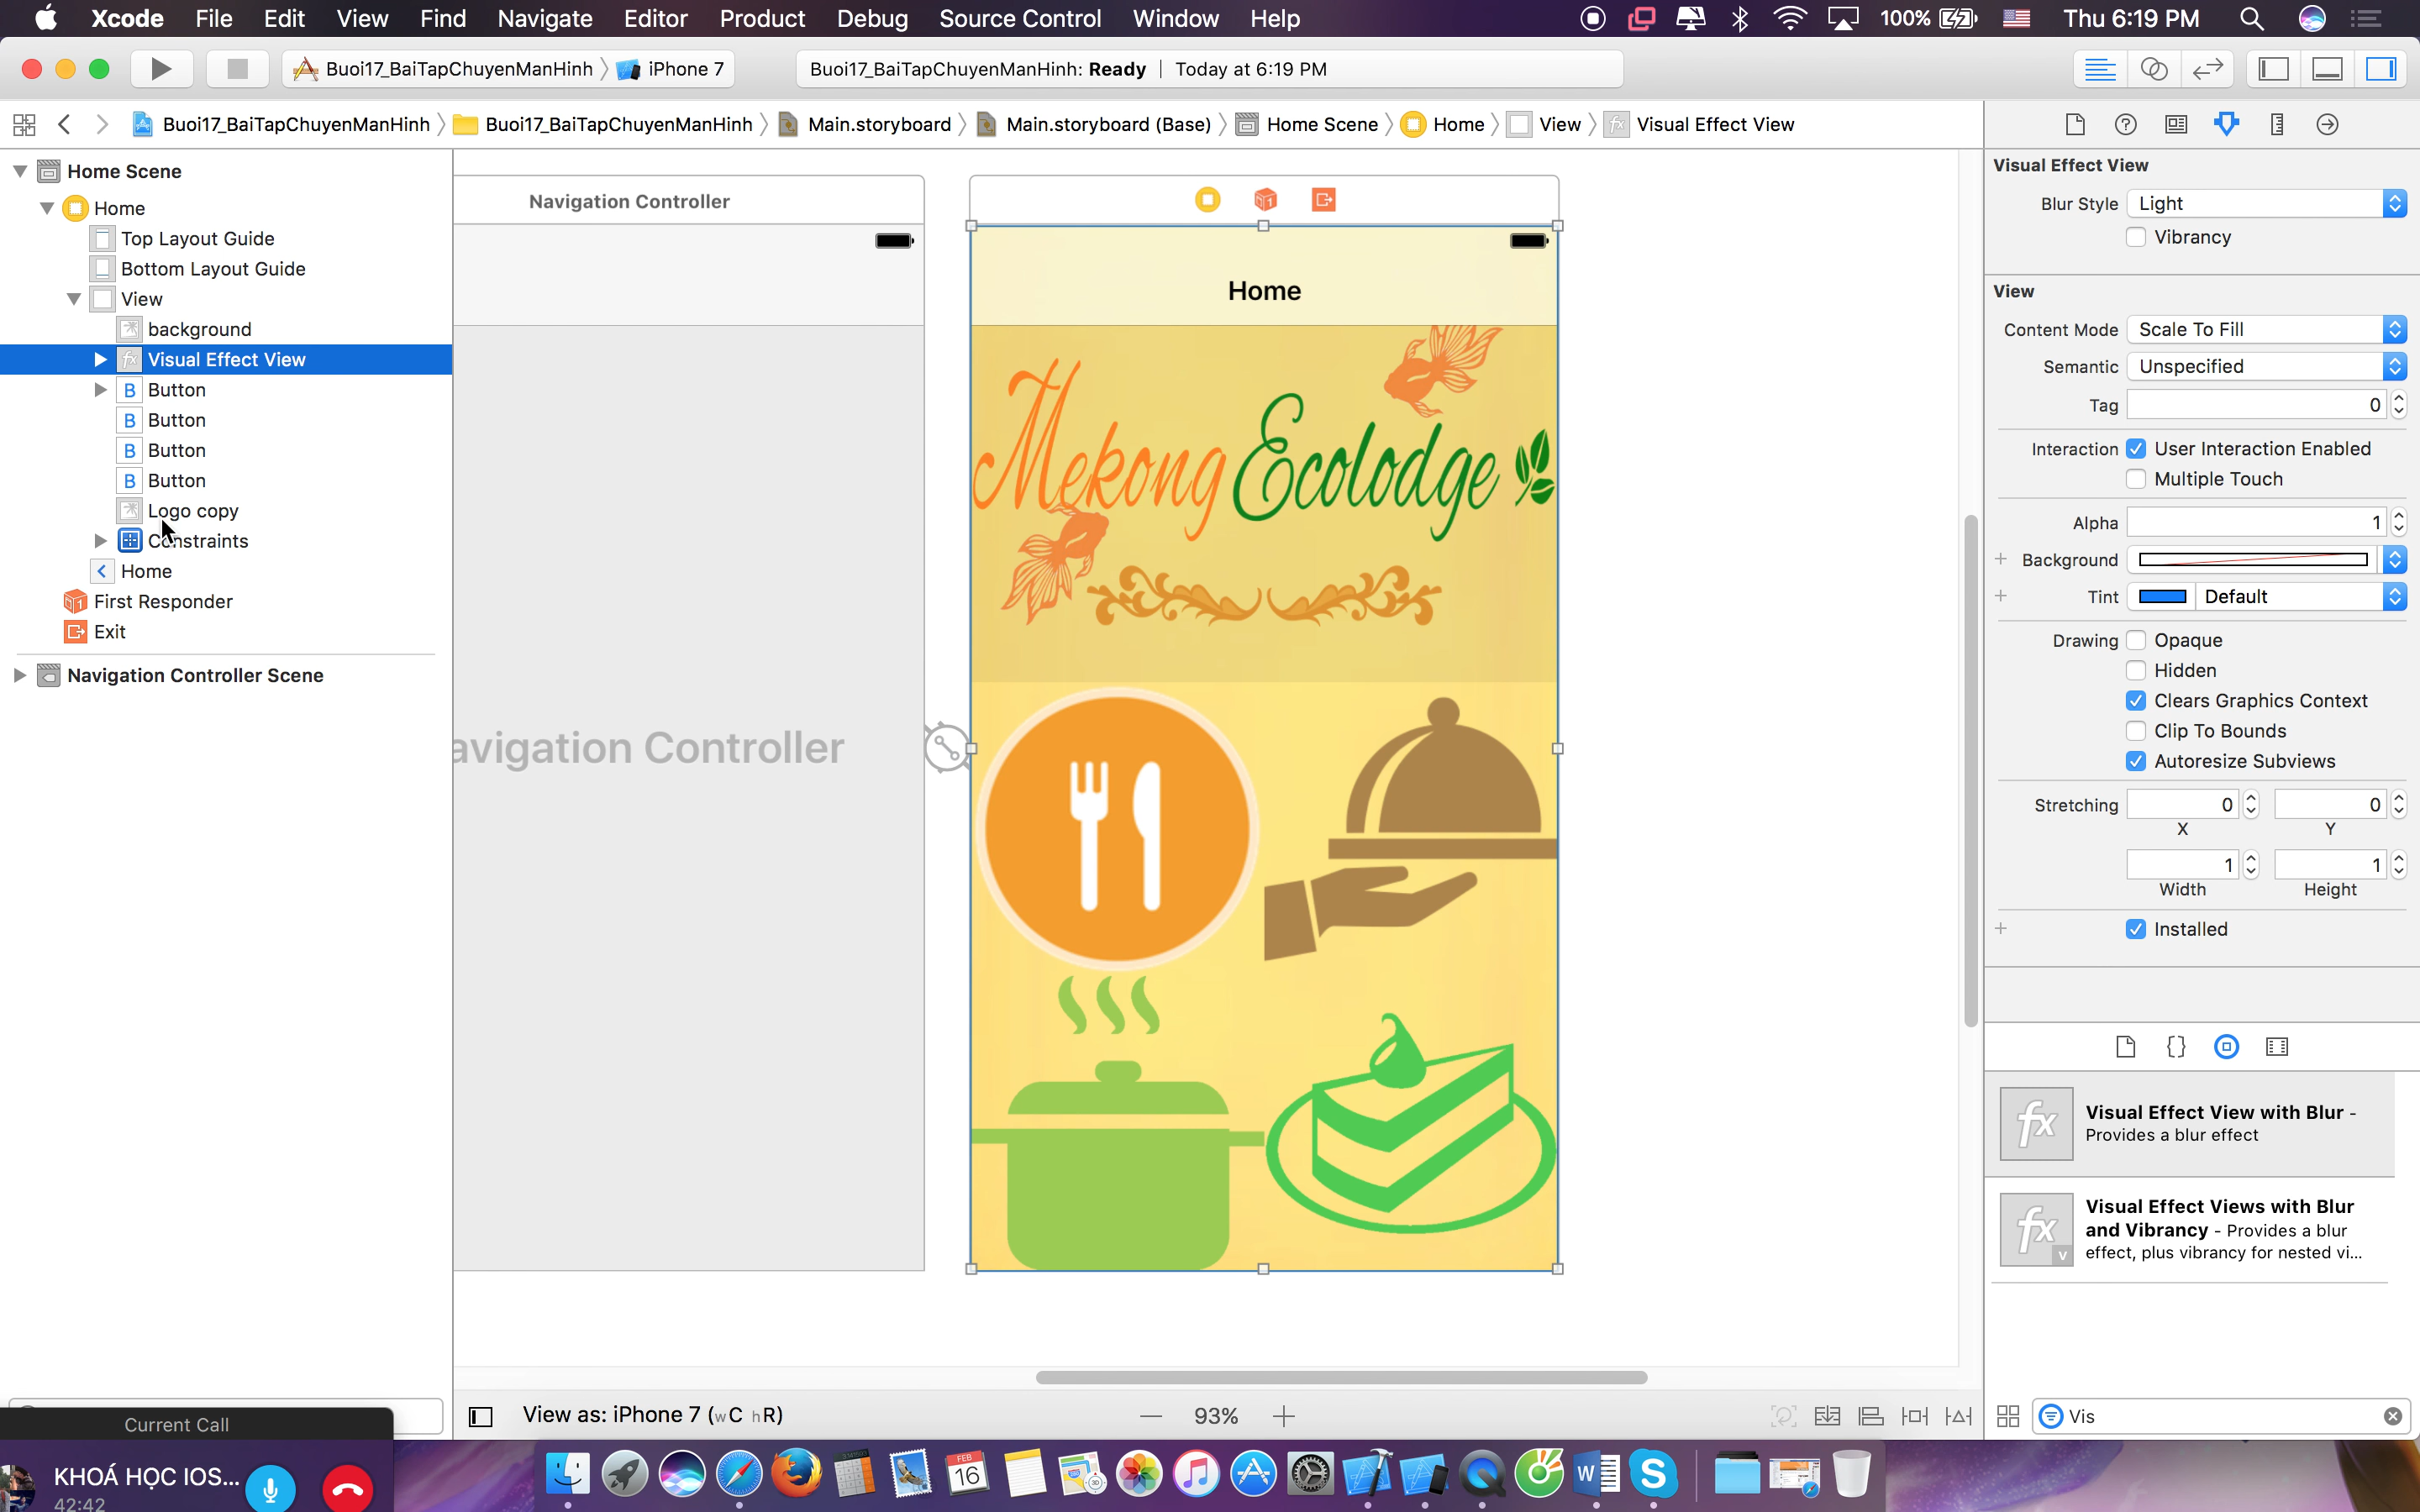 Xcode File Edit View Find Navigate Editor Product Debug Source Control Window Help 100% Thu 6:19 PM
Buoi17_BaiTapChuyenManHinh iPhone 7
Buoi17_BaiTapChuyenManHinh: Ready Today at 6:19 PM
Buoi17_BaiTapChuyenManHinh Buoi17_BaiTapChuyenManHinh Main.storyboard Main.storyboard (Base) Home Scene Home View Visual Effect View
Home Scene
Home
Top Layout Guide
Bottom Layout Guide
View
background
Visual Effect View
Button
Button
Button
Button
Logo copy
Constraints
Home
First Responder
Exit
Navigation Controller Scene
Navigation Controller
avigation Controller
Home
Mekong Ecolodge
Visual Effect View
Blur Style Light
Vibrancy
View
Content Mode Scale To Fill
Semantic Unspecified
Tag 0
Interaction User Interaction Enabled
Multiple Touch
Alpha 1
Background
Tint Default
Drawing Opaque
Hidden
Clears Graphics Context
Clip To Bounds
Autoresize Subviews
Stretching 0 0
X Y
1 1
Width Height
Installed
Visual Effect View with Blur -
Provides a blur effect
Visual Effect Views with Blur
and Vibrancy - Provides a blur
effect, plus vibrancy for nested vi...
View as: iPhone 7 (wC hR)
93%
Vis
Current Call
KHOÁ HỌC IOS...
42:42
FEB
16